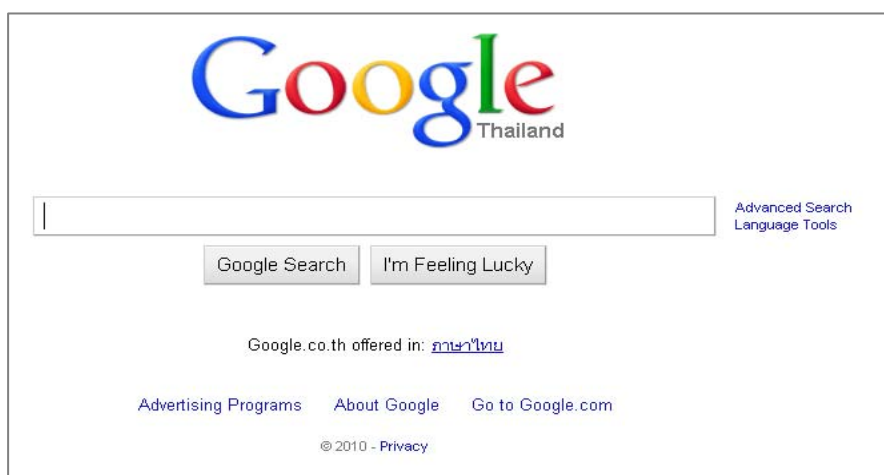 Google
Thailand
Advanced Search
Language Tools
Google Search I'm Feeling Lucky
Google.co.th offered in: ภาษาไทย
Advertising Programs About Google Go to Google.com
© 2010 - Privacy